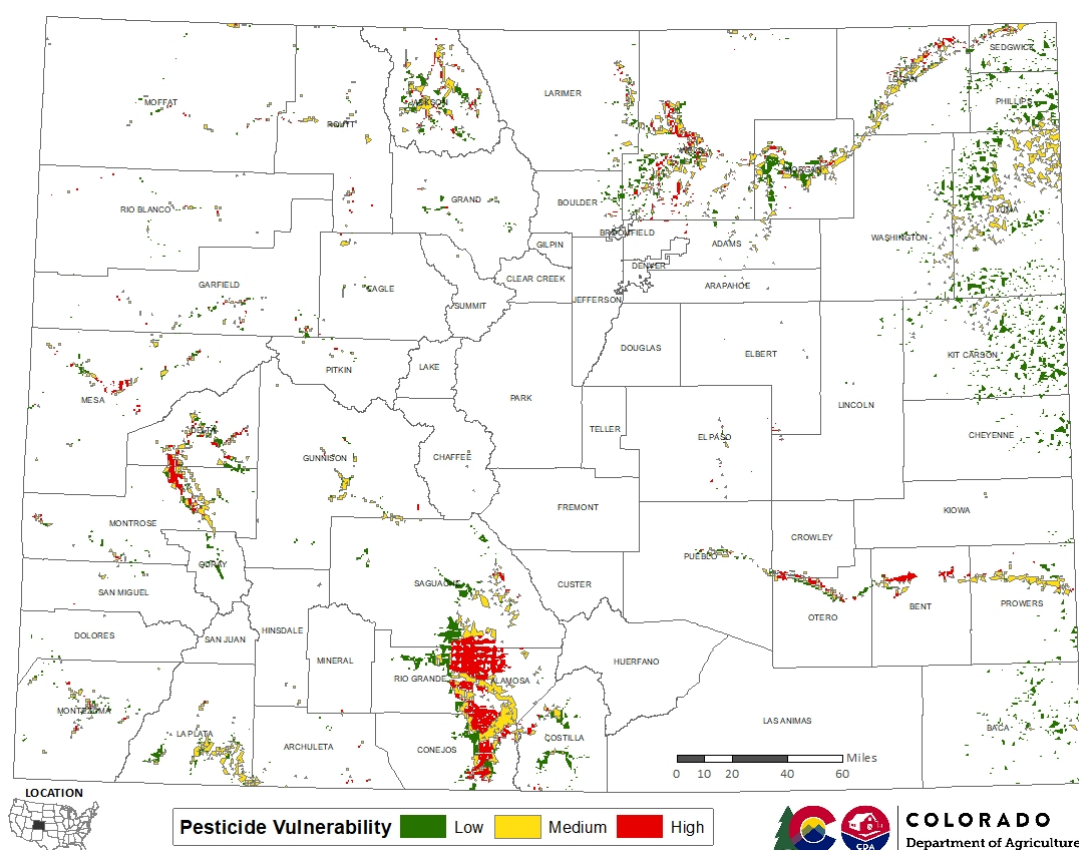 SEDGWICK
LOGAN
MOFFAT
JACKSON
LARIMER
PHILLIPS
ROUTT
WELD
MORGAN
RIO BLANCO
GRAND
BOULDER
YUMA
BROOMFIELD
WASHINGTON
GILPIN
ADAMS
DENVER
CLEAR CREEK
GARFIELD
EAGLE
ARAPAHOE
SUMMIT
JEFFERSON
DOUGLAS
ELBERT
KIT CARSON
PITKIN
LAKE
MESA
PARK
LINCOLN
DELTA
TELLER
EL PASO
CHEYENNE
GUNNISON
CHAFFEE
FREMONT
KIOWA
MONTROSE
CROWLEY
PUEBLO
OURAY
SAGUACHE
CUSTER
SAN MIGUEL
BENT
PROWERS
OTERO
DOLORES
SAN JUAN
HINSDALE
MINERAL
HUERFANO
RIO GRANDE
ALAMOSA
MONTEZUMA
LA PLATA
ARCHULETA
CONEJOS
COSTILLA
LAS ANIMAS
BACA
Miles
0 10 20 40 60
LOCATION
Pesticide Vulnerability Low Medium High
CDA
COLORADO
Department of Agriculture